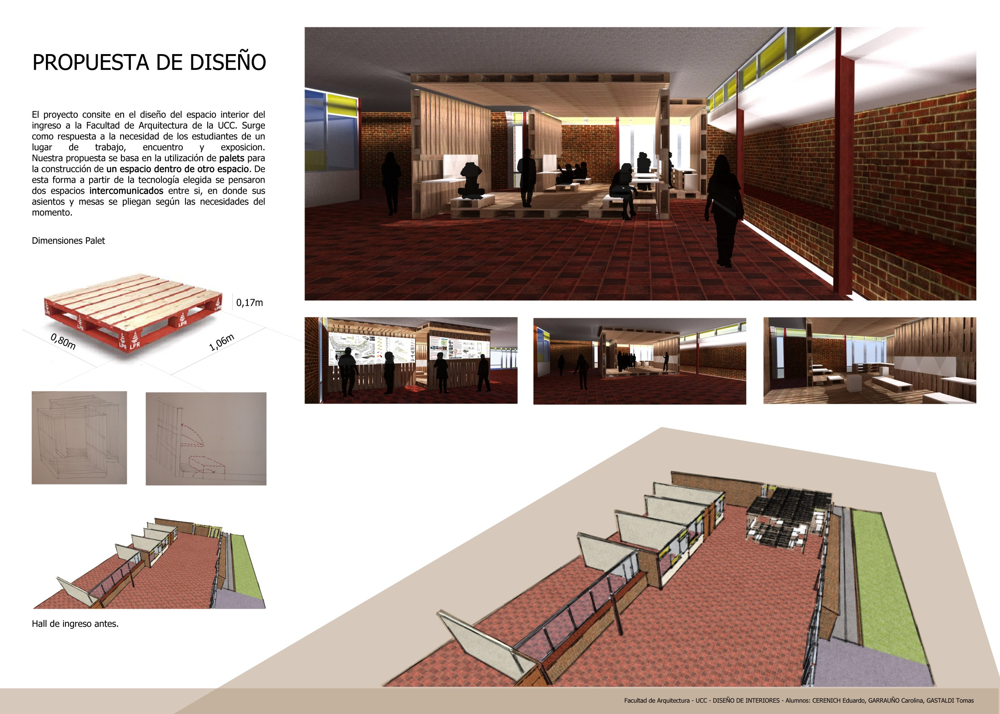 PROPUESTA DE DISEÑO
El proyecto consite en el diseño del espacio interior del
ingreso a la Facultad de Arquitectura de la UCC. Surge
como respuesta a la necesidad de los estudiantes de un
lugar de trabajo, encuentro y exposicion.
Nuestra propuesta se basa en la utilización de palets para
la construcción de un espacio dentro de otro espacio. De
esta forma a partir de la tecnología elegida se pensaron
dos espacios intercomunicados entre si, en donde sus
asientos y mesas se pliegan según las necesidades del
momento.
Dimensiones Palet
0,17m
0,80m
1,06m
LPR
LPR
LPR
LPR
LPR
LPR
Hall de ingreso antes.
Facultad de Arquitectura - UCC - DISEÑO DE INTERIORES - Alumnos: CERENICH Eduardo, GARRAUÑO Carolina, GASTALDI Tomas